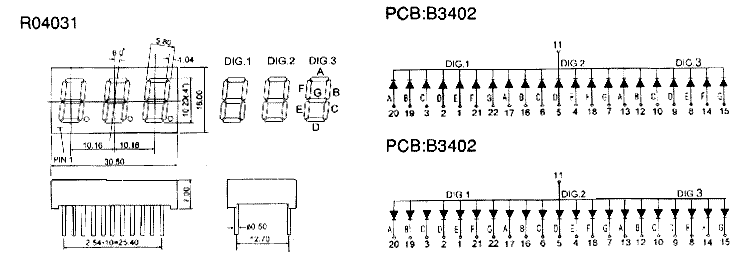 R04031
5.80
8.0°
1.04
10.22(.41)
16.00
PIN 1
10.16 10.16
30.50
DIG.1 DIG.2 DIG 3
A
F B
G
E C
D
7.00
2.54×10=25.40
ø0.50
12.70
PCB:B3402
11
DIG.1 DIG.2 DIG.3
A B C D E F G A B C D E F G A B C D E F G
20 19 3 2 1 21 22 17 16 6 5 4 18 7 13 12 10 9 8 14 15
PCB:B3402
11
DIG.1 DIG.2 DIG.3
A B C D E F G A B C D E F G A B C D E F G
20 19 3 2 1 21 22 17 16 6 5 4 18 7 13 12 10 9 8 14 15